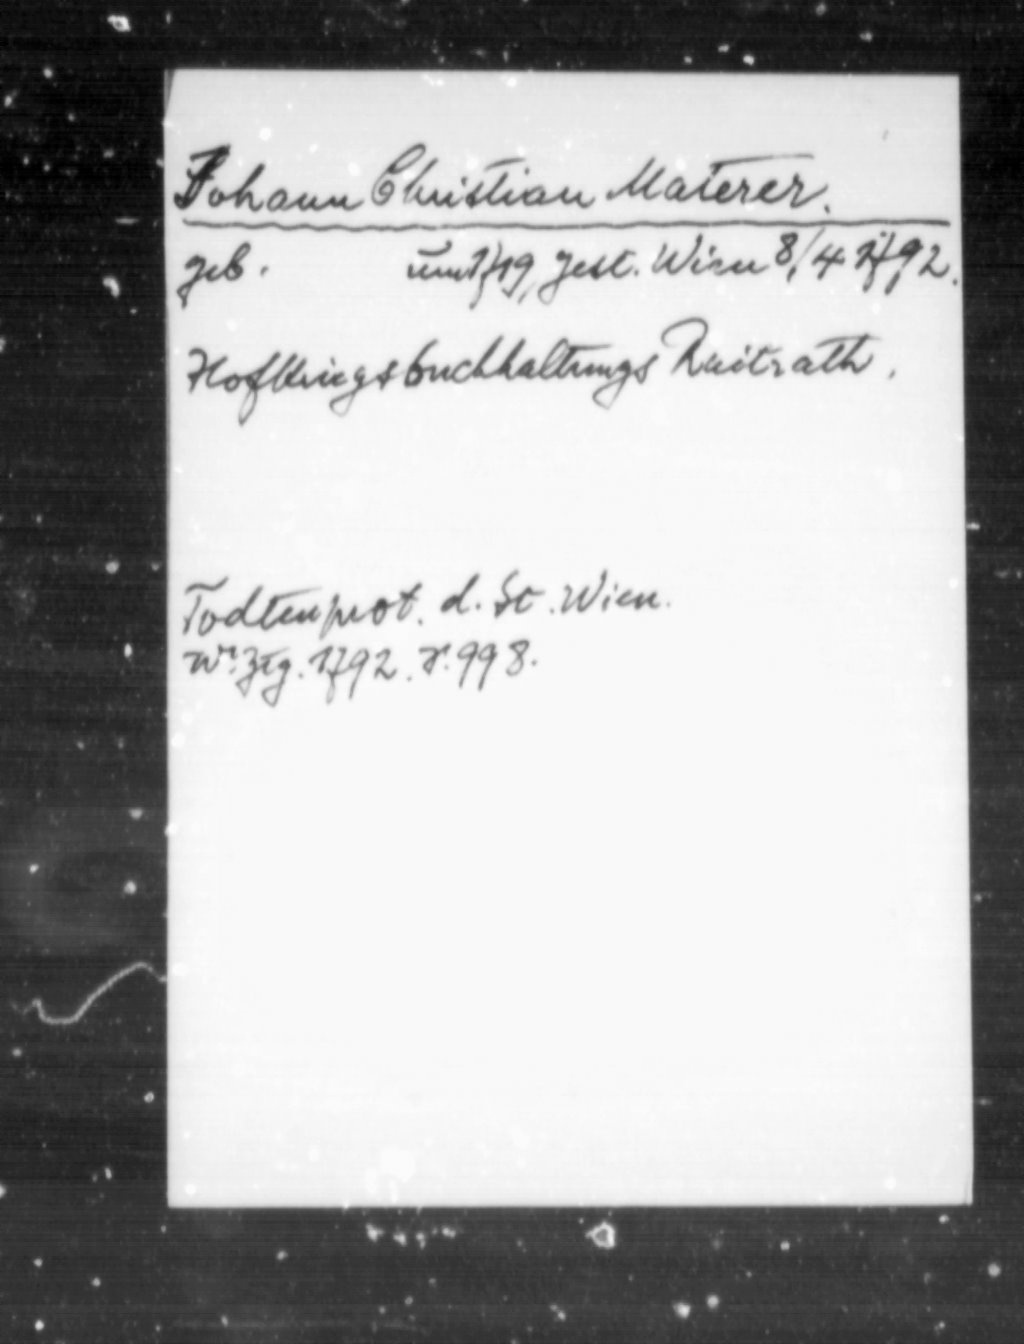 Johann Christian Materer.
geb. um 1719, gest. Wien 8/4 1792.
Hofkriegsbuchhaltungs Raitrath.
Todtenprot. d. St. Wien.
Wr. Ztg. 1792. S. 998.